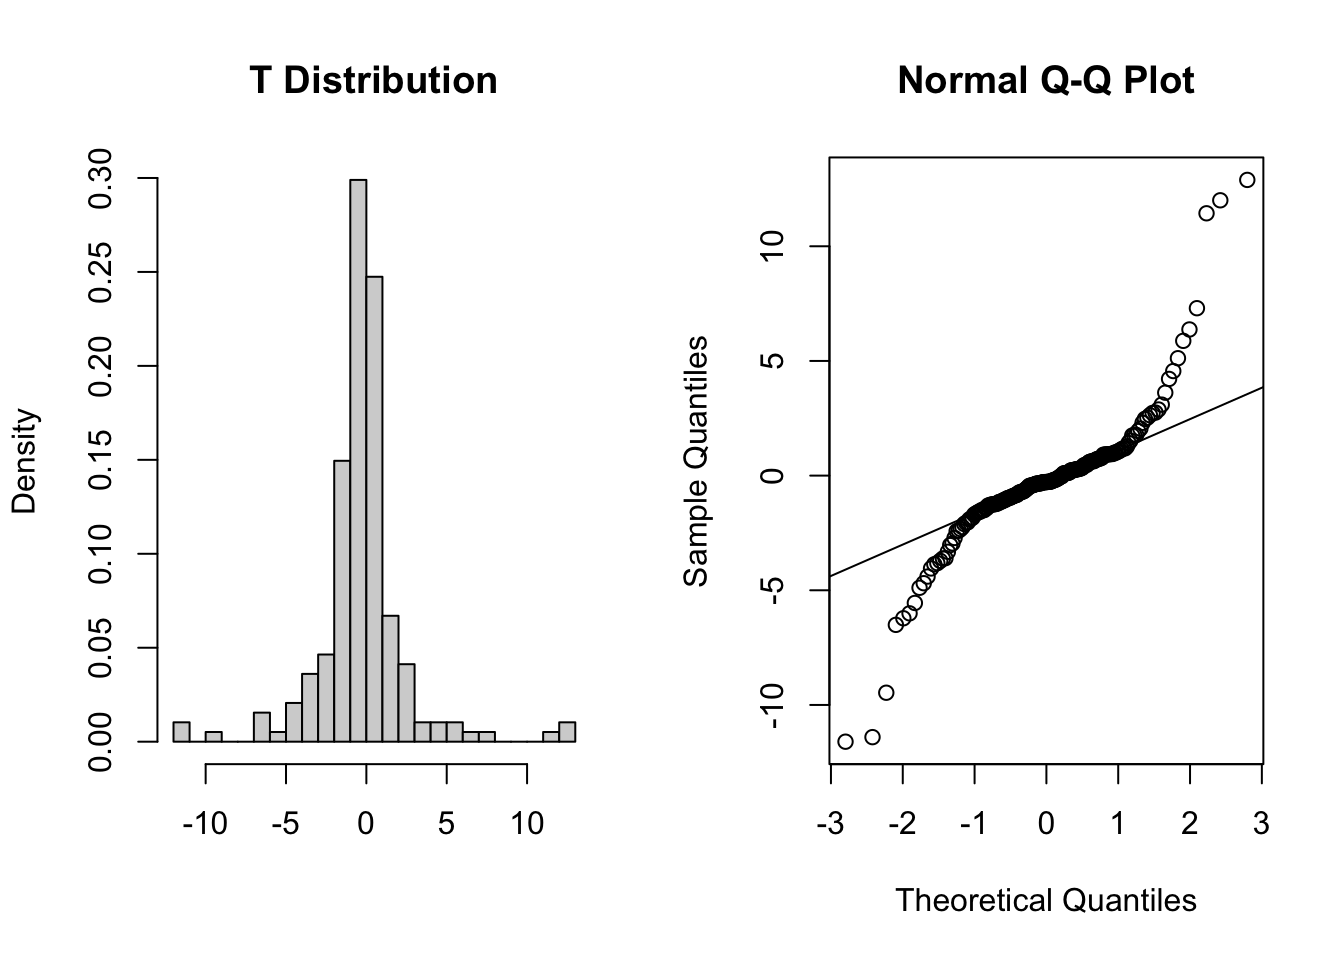 T Distribution
Density
0.30
0.25
0.20
0.15
0.10
0.05
0.00
-10 -5 0 5 10
Normal Q-Q Plot
Sample Quantiles
10
5
0
-5
-10
-3 -2 -1 0 1 2 3
Theoretical Quantiles